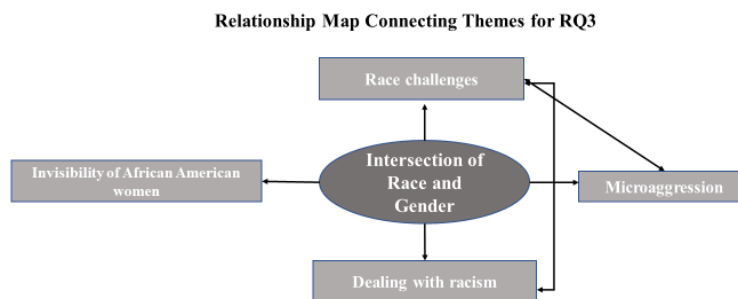 Relationship Map Connecting Themes for RQ3
Race challenges
Invisibility of African American
women
Intersection of
Race and
Gender
Microaggression
Dealing with racism